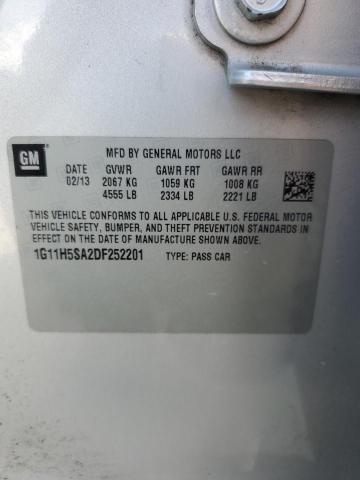 GM
MFD BY GENERAL MOTORS LLC
DATE GVWR GAWR FRT GAWR RR
02/13 2067 KG 1059 KG 1008 KG
4555 LB 2334 LB 2221 LB
THIS VEHICLE CONFORMS TO ALL APPLICABLE U.S. FEDERAL MOTOR
VEHICLE SAFETY, BUMPER, AND THEFT PREVENTION STANDARDS
IN EFFECT ON THE DATE OF MANUFACTURE SHOWN ABOVE.
1G11H5SA2DF252201 TYPE: PASS CAR